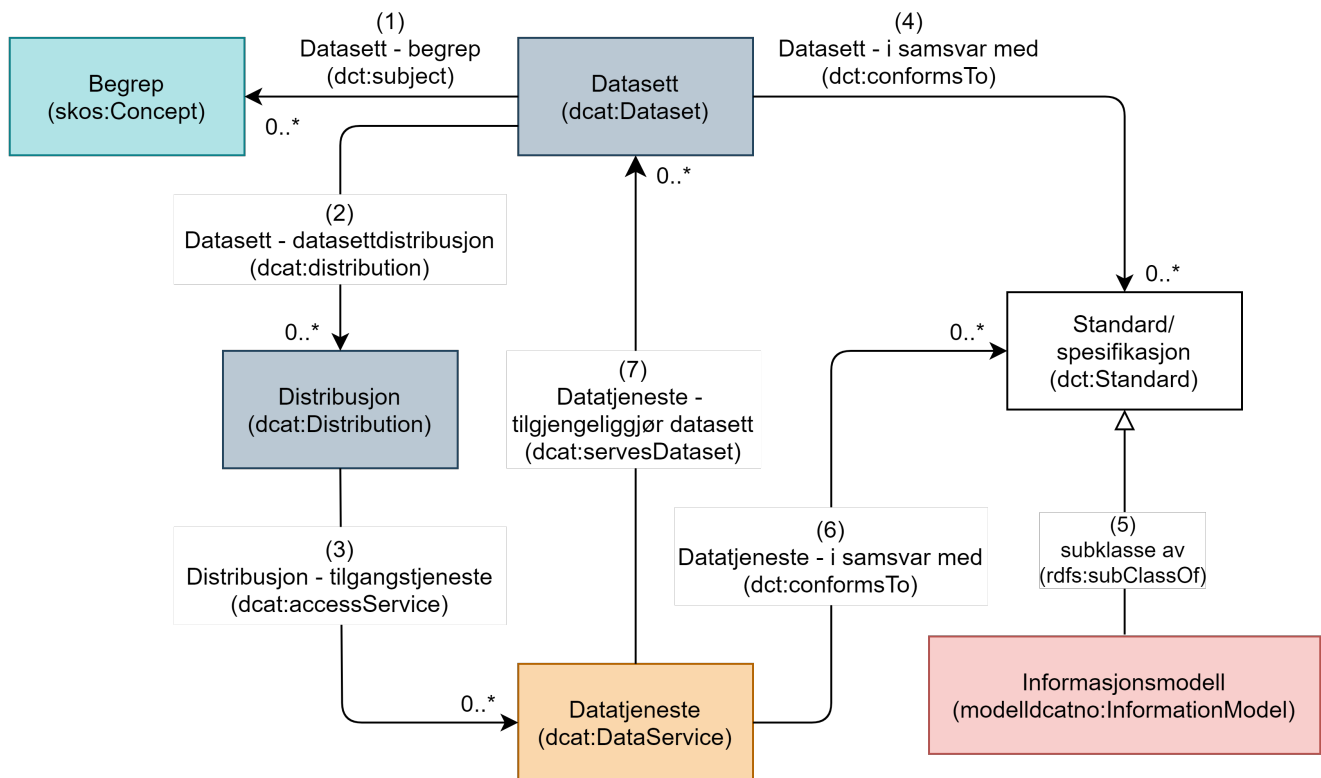 (1)
Datasett - begrep
(dct:subject)
(4)
Datasett - i samsvar med
(dct:conformsTo)
Begrep
(skos:Concept)
Datasett
(dcat:Dataset)
0..*
0..*
(2)
Datasett - datasettdistribusjon
(dcat:distribution)
0..*
0..*
Standard/
spesifikasjon
(dct:Standard)
0..*
Distribusjon
(dcat:Distribution)
(7)
Datatjeneste -
tilgjengeliggjør datasett
(dcat:servesDataset)
(3)
Distribusjon - tilgangstjeneste
(dcat:accessService)
(6)
Datatjeneste - i samsvar med
(dct:conformsTo)
(5)
subklasse av
(rdfs:subClassOf)
0..*
Datatjeneste
(dcat:DataService)
Informasjonsmodell
(modelldcatno:InformationModel)